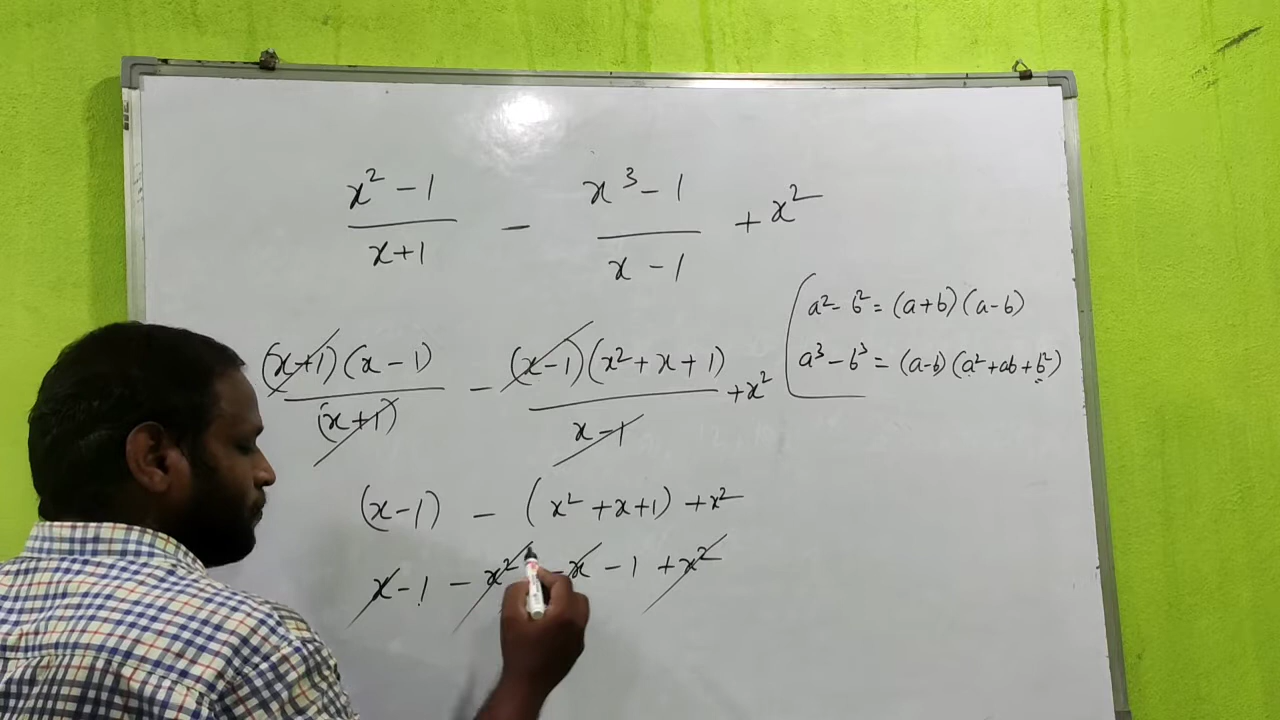 x² - 1 / x+1 - x³ - 1 / x - 1 + x²
a² - b² = (a+b)(a-b)
a³ - b³ = (a-b)(a² + ab + b²)
(x+1)(x-1) / (x+1) - (x-1)(x² + x + 1) / x-1 + x²
(x-1) - (x² + x + 1) + x²
x - 1 - x² - x - 1 + x²